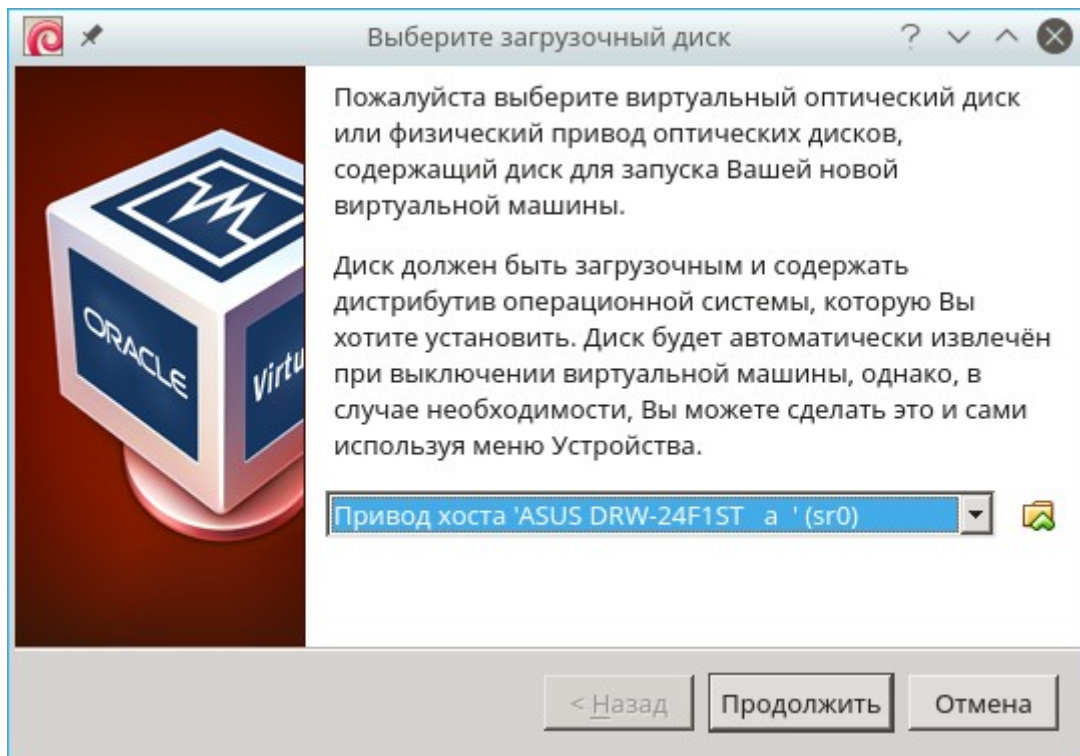 Выберите загрузочный диск
Пожалуйста выберите виртуальный оптический диск
или физический привод оптических дисков,
содержащий диск для запуска Вашей новой
виртуальной машины.
Диск должен быть загрузочным и содержать
дистрибутив операционной системы, которую Вы
хотите установить. Диск будет автоматически извлечён
при выключении виртуальной машины, однако, в
случае необходимости, Вы можете сделать это и сами
используя меню Устройства.
ORACLE
Virtu
Привод хоста 'ASUS DRW-24F1ST   a  ' (sr0)
< Назад
Продолжить
Отмена